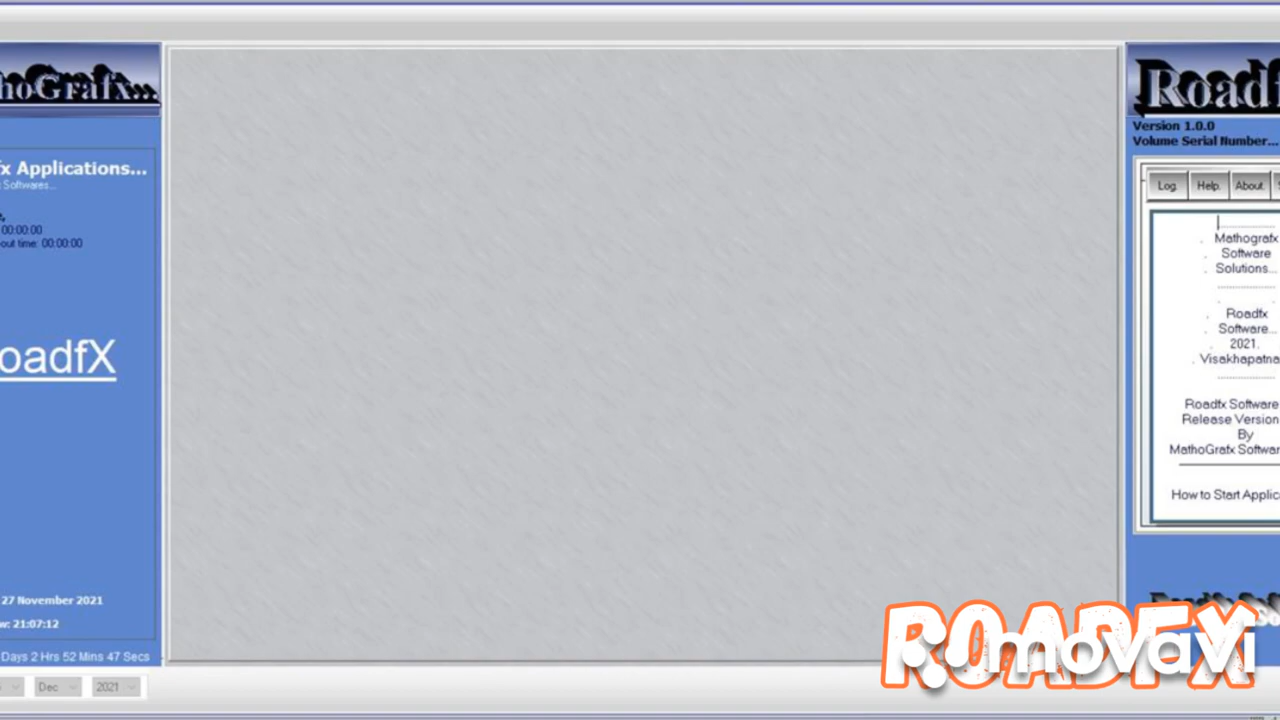 hoGrafx...
x Applications...
Softwares...
00:00:00
out time: 00:00:00
oadfX
27 November 2021
w: 21:07:12
Days 2 Hrs 52 Mins 47 Secs
Dec
2021
Roadf
Version 1.0.0
Volume Serial Number...
Log.
Help.
About.
. Mathografx
. Software
. Solutions...
. Roadfx
. Software...
. 2021.
. Visakhapatna
Roadfx Software
Release Version
By
MathoGrafx Softwar
How to Start Applic
ROADFX
movavi